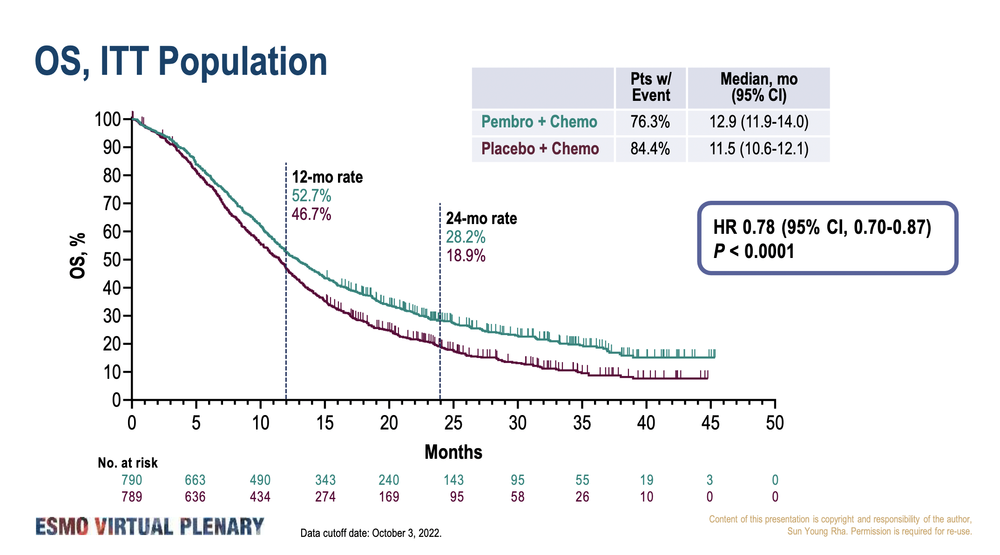 OS, ITT Population
Pts w/
Event
Median, mo
(95% CI)
Pembro + Chemo 76.3% 12.9 (11.9-14.0)
Placebo + Chemo 84.4% 11.5 (10.6-12.1)
100
90
80
70
60
50
40
30
20
10
0
OS, %
12-mo rate
52.7%
46.7%
24-mo rate
28.2%
18.9%
HR 0.78 (95% CI, 0.70-0.87)
P < 0.0001
0 5 10 15 20 25 30 35 40 45 50
Months
No. at risk
790 663 490 343 240 143 95 55 19 3 0
789 636 434 274 169 95 58 26 10 0 0
ESMO VIRTUAL PLENARY
Data cutoff date: October 3, 2022.
Content of this presentation is copyright and responsibility of the author,
Sun Young Rha. Permission is required for re-use.